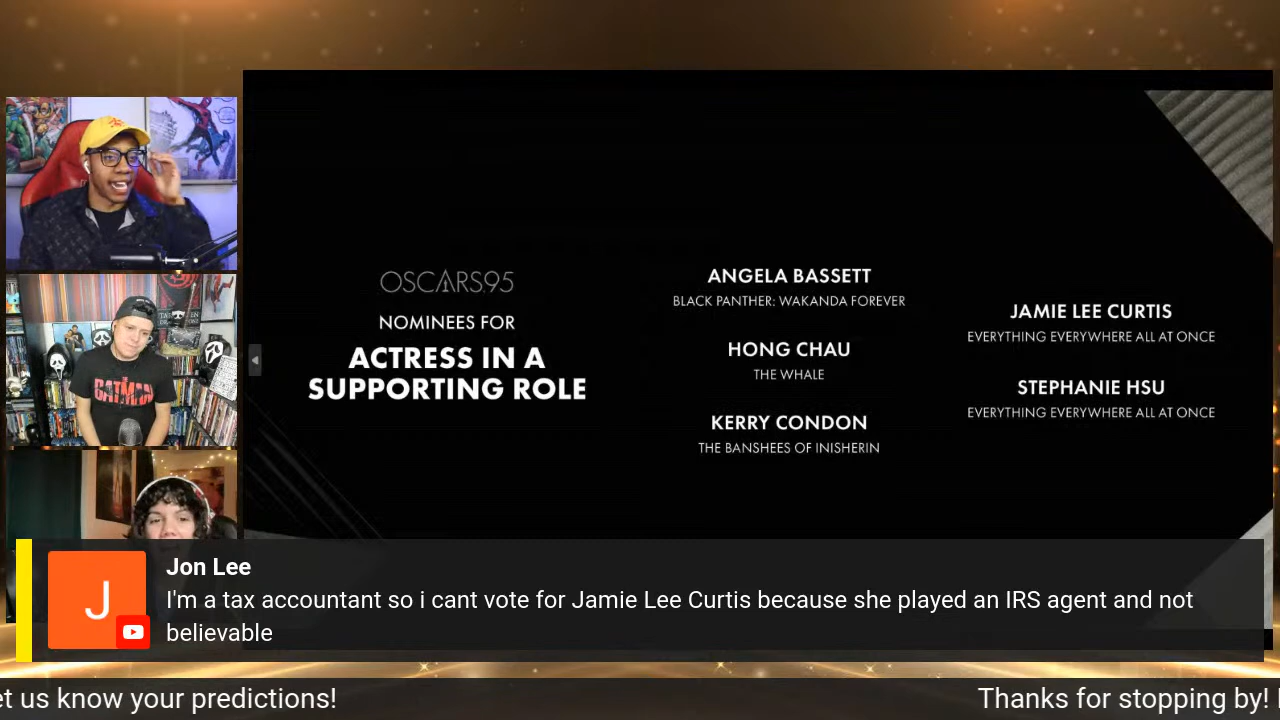 OSCARS95
NOMINEES FOR
ACTRESS IN A
SUPPORTING ROLE
ANGELA BASSETT
BLACK PANTHER: WAKANDA FOREVER
HONG CHAU
THE WHALE
KERRY CONDON
THE BANSHEES OF INISHERIN
JAMIE LEE CURTIS
EVERYTHING EVERYWHERE ALL AT ONCE
STEPHANIE HSU
EVERYTHING EVERYWHERE ALL AT ONCE
BATMAN
J
Jon Lee
I'm a tax accountant so i cant vote for Jamie Lee Curtis because she played an IRS agent and not
believable
et us know your predictions!
Thanks for stopping by!